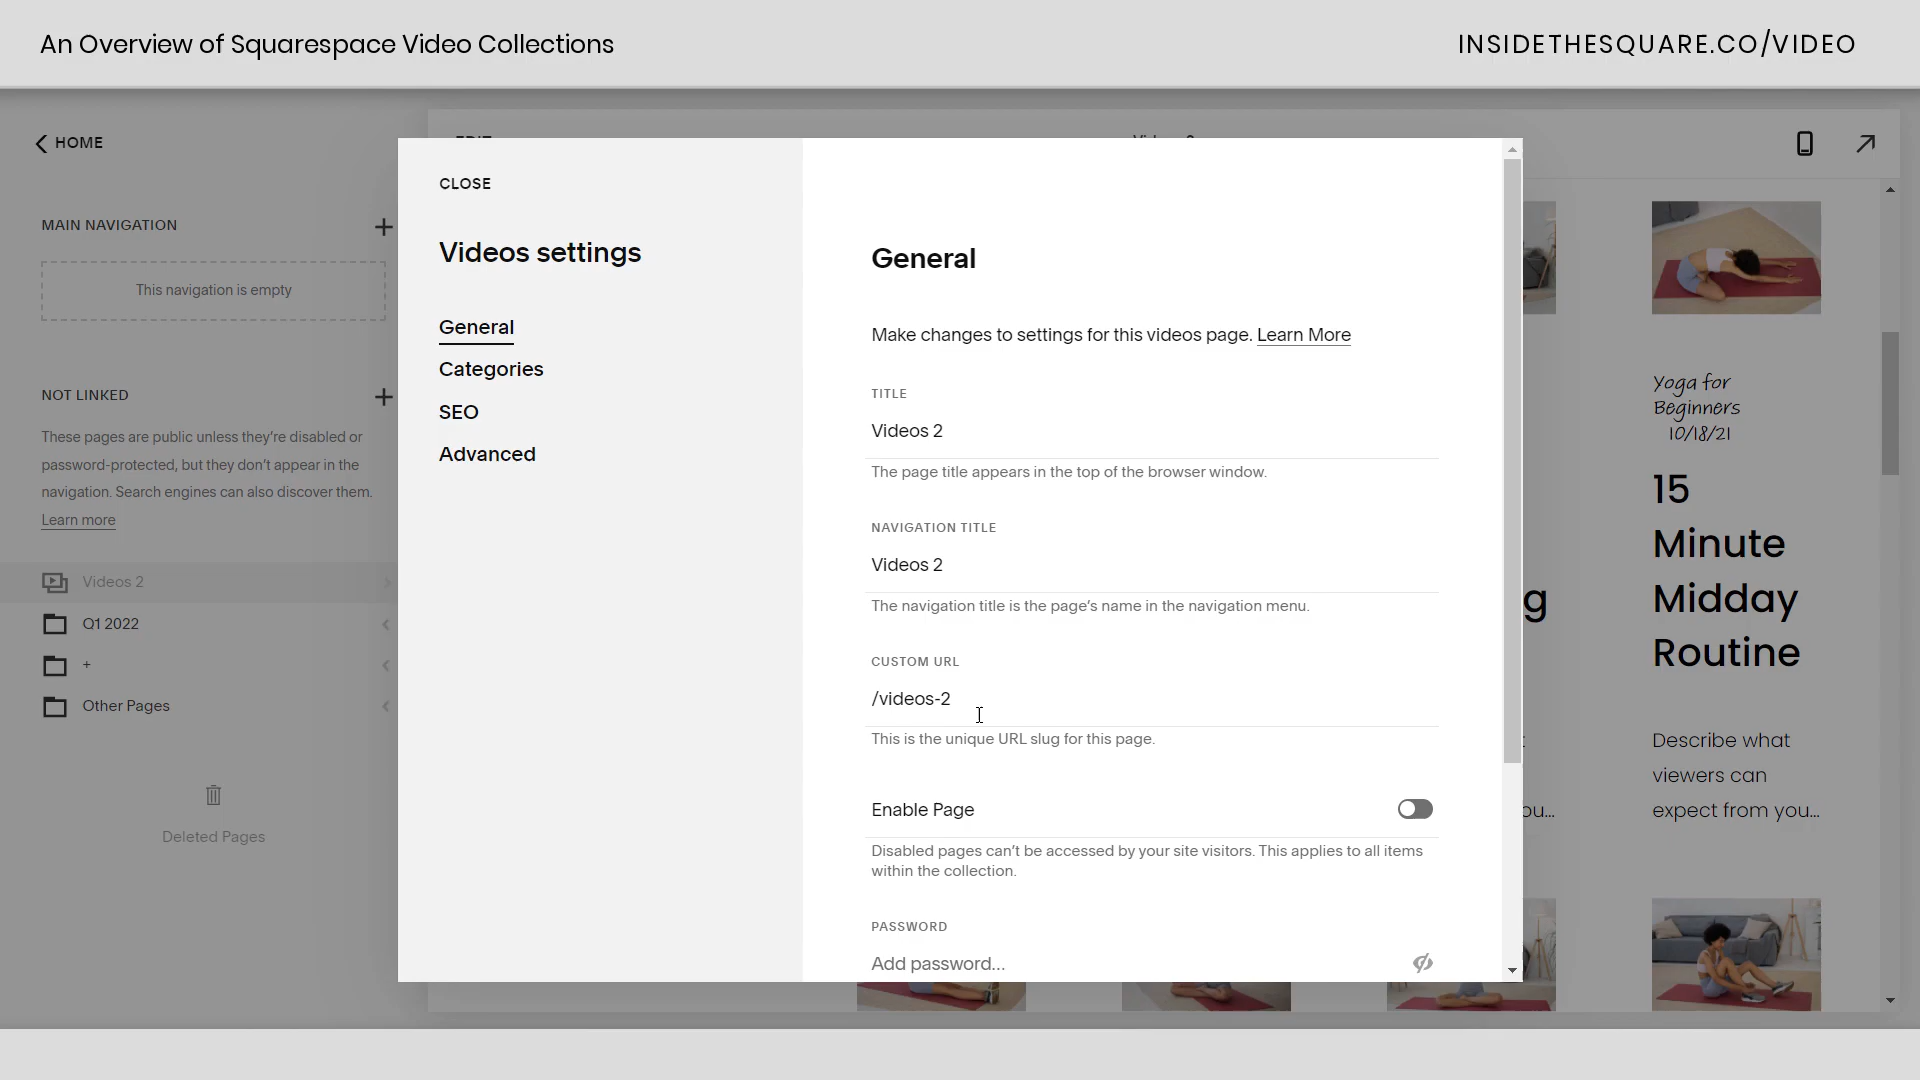 An Overview of Squarespace Video Collections
INSIDETHESQUARE.CO/VIDEO
HOME
MAIN NAVIGATION
This navigation is empty
NOT LINKED
These pages are public unless they're disabled or
password-protected, but they don't appear in the
navigation. Search engines can also discover them.
Learn more
Videos 2
Q1 2022
+
Other Pages
Deleted Pages
CLOSE
Videos settings
General
Categories
SEO
Advanced
General
Make changes to settings for this videos page. Learn More
TITLE
Videos 2
The page title appears in the top of the browser window.
NAVIGATION TITLE
Videos 2
The navigation title is the page's name in the navigation menu.
CUSTOM URL
/videos-2
This is the unique URL slug for this page.
Enable Page
Disabled pages can't be accessed by your site visitors. This applies to all items
within the collection.
PASSWORD
Add password...
Yoga for
Beginners
10/18/21
15
Minute
Midday
Routine
Describe what
viewers can
expect from you...